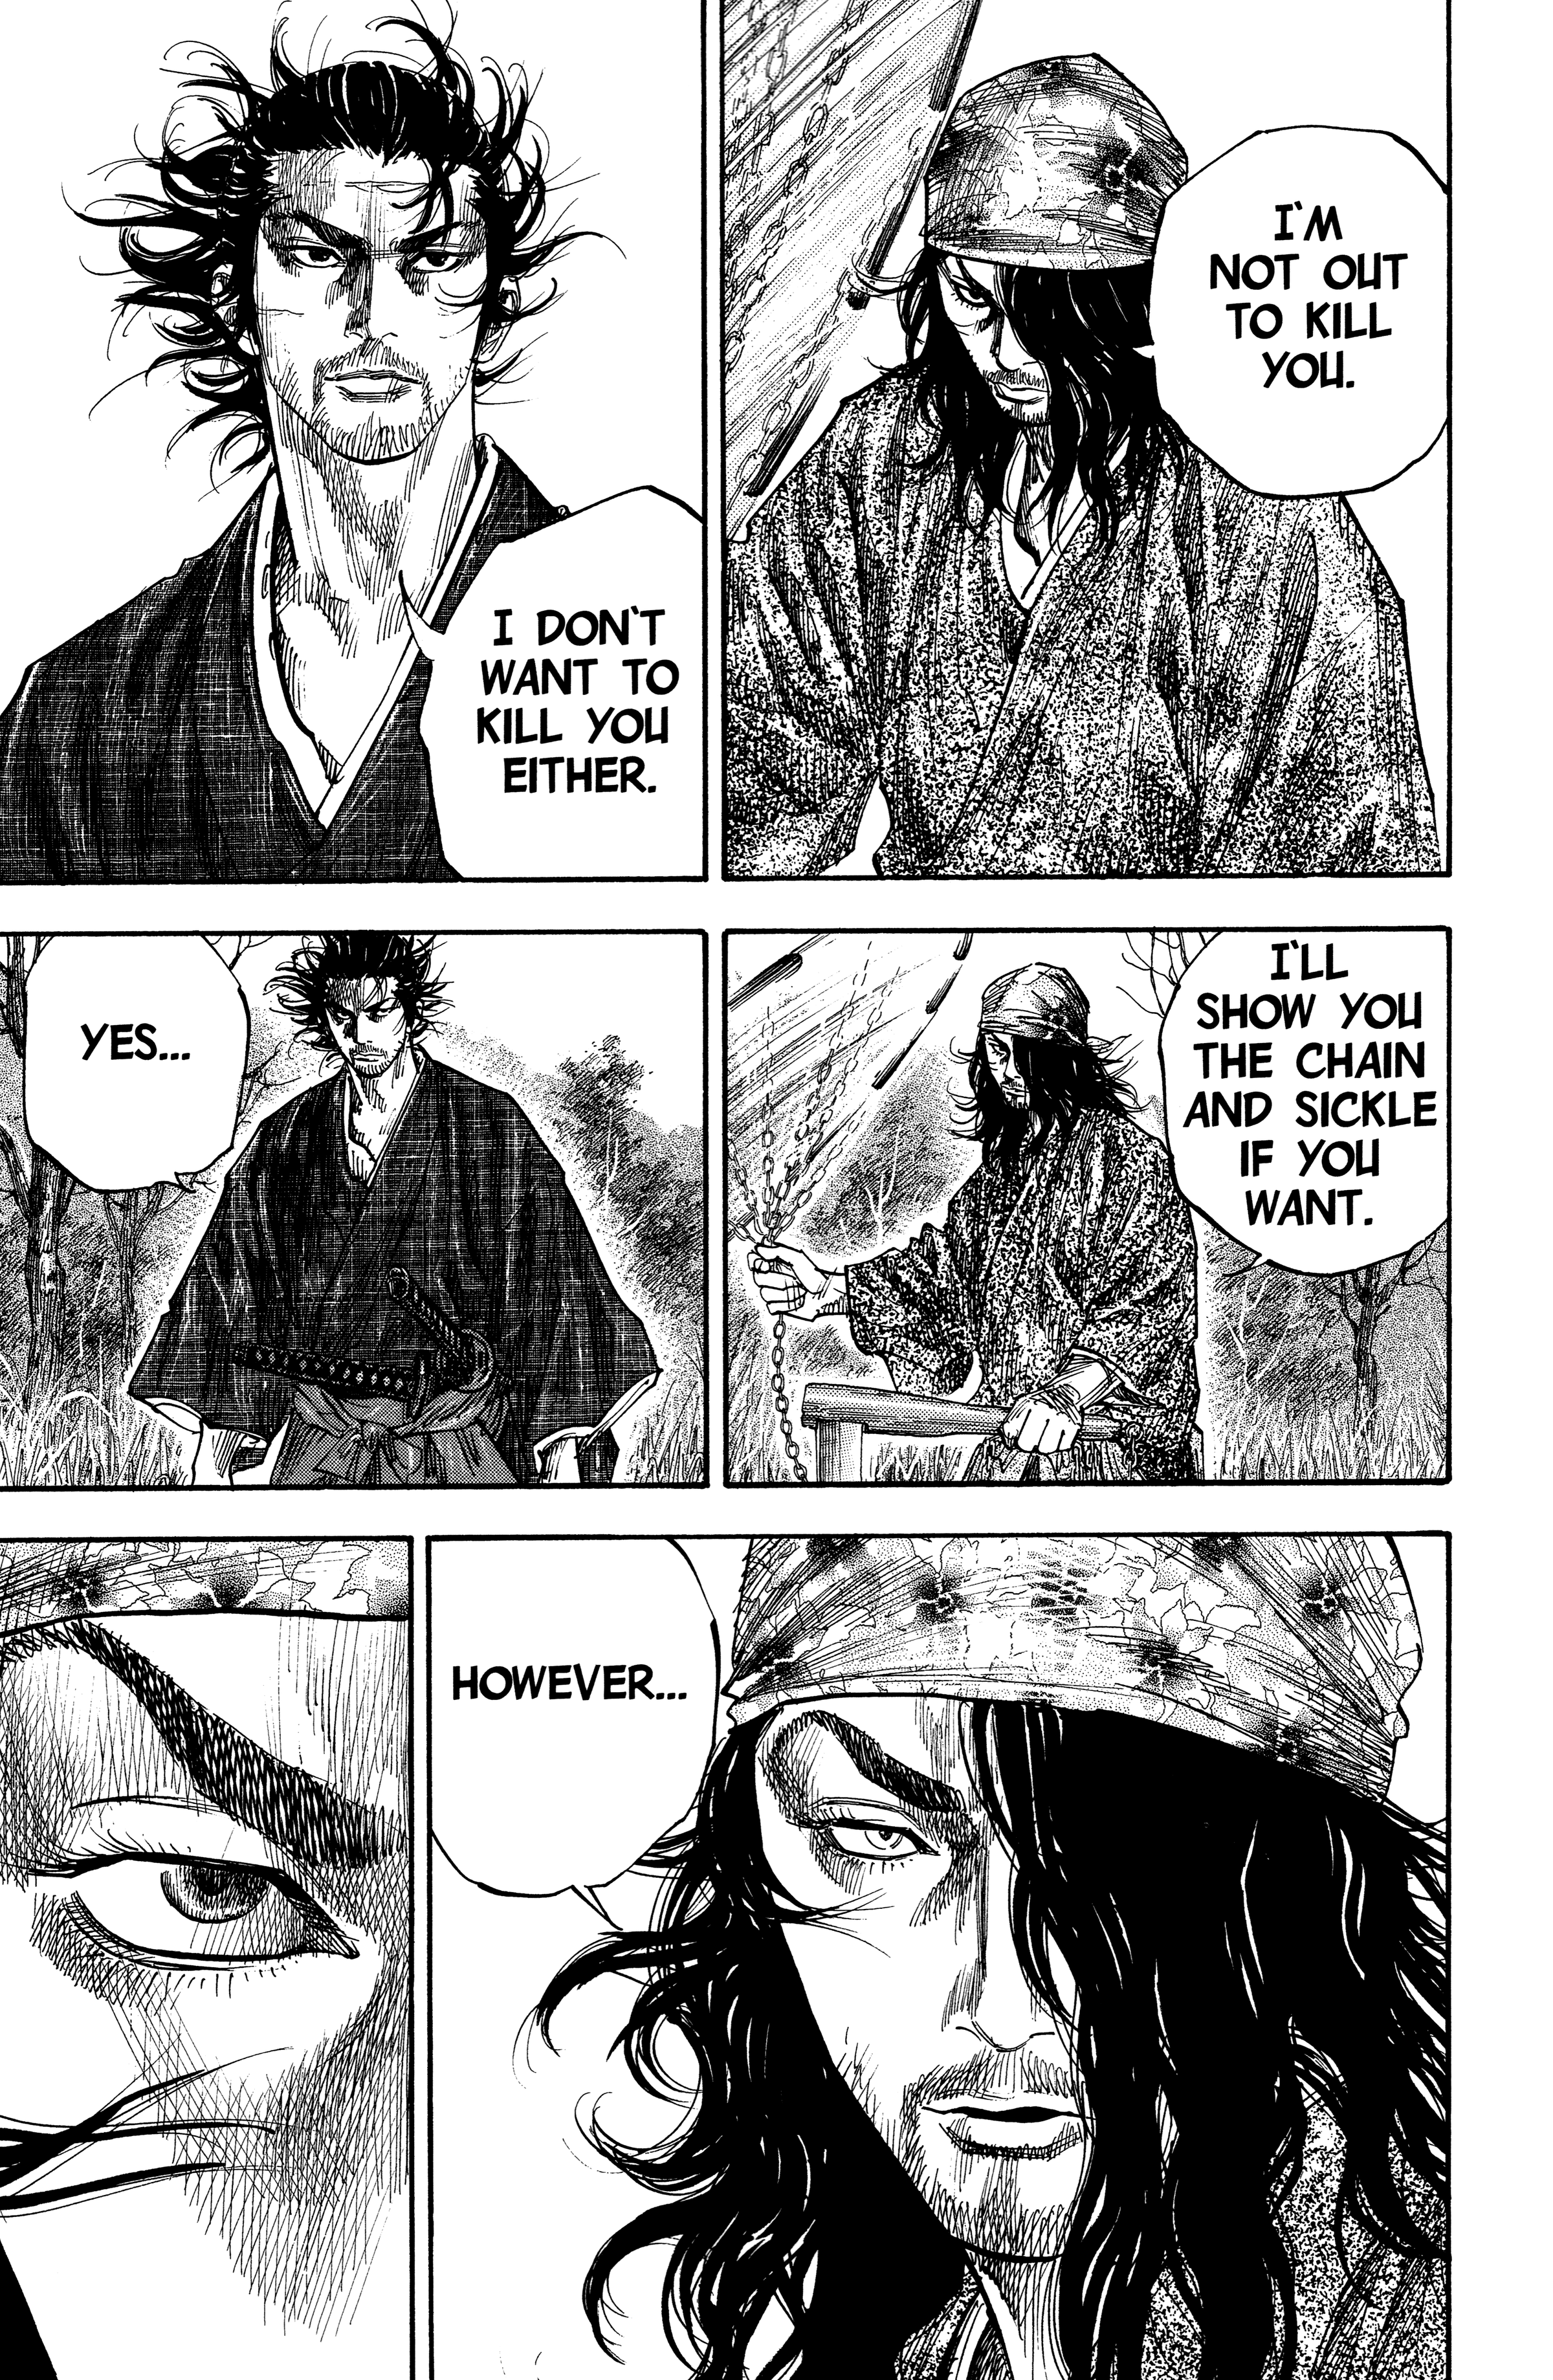 I'M
NOT OUT
TO KILL
YOU.
I DON'T
WANT TO
KILL YOU
EITHER.
I'LL
SHOW YOU
THE CHAIN
AND SICKLE
IF YOU
WANT.
YES...
HOWEVER...